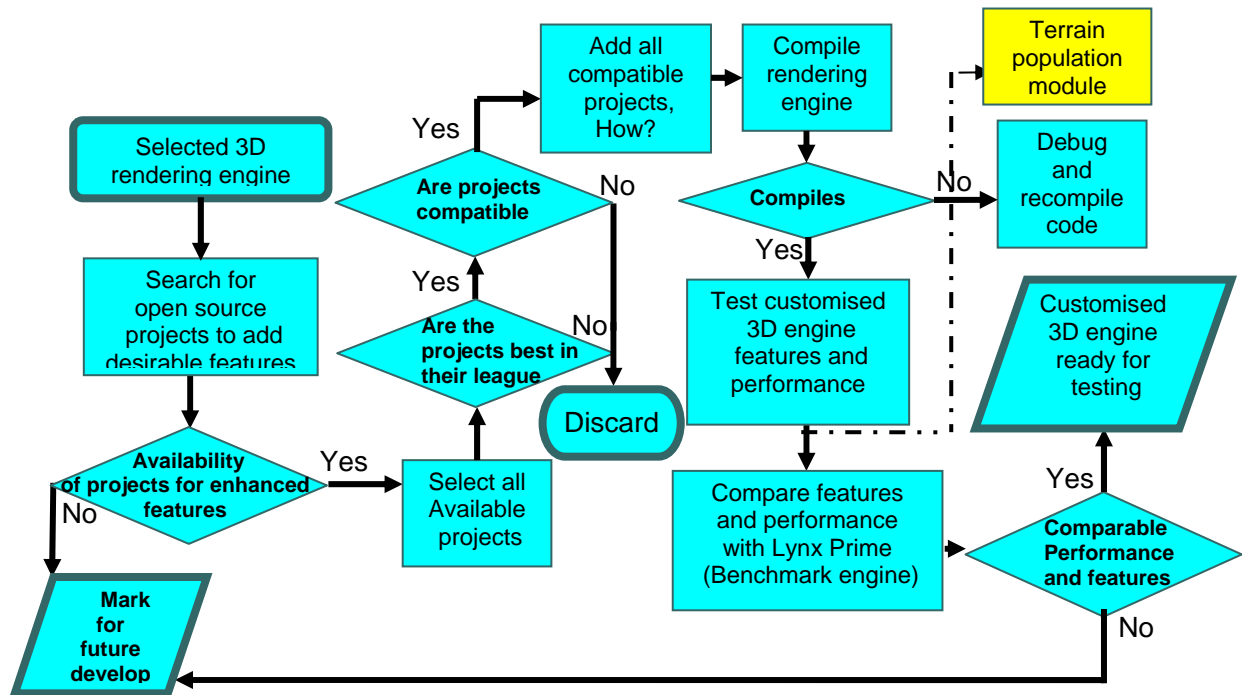 Selected 3D
rendering engine
Search for
open source
projects to add
desirable features
Availability
of projects for enhanced
features
No
Yes
Mark
for
future
develop
Select all
Available
projects
Are the
projects best in
their league
Yes
No
Are projects
compatible
Yes
No
Discard
Add all
compatible
projects,
How?
Compile
rendering
engine
Compiles
No
Yes
Debug
and
recompile
code
Terrain
population
module
Test customised
3D engine
features and
performance
Compare features
and performance
with Lynx Prime
(Benchmark engine)
Comparable
Performance
and features
Yes
No
Customised
3D engine
ready for
testing